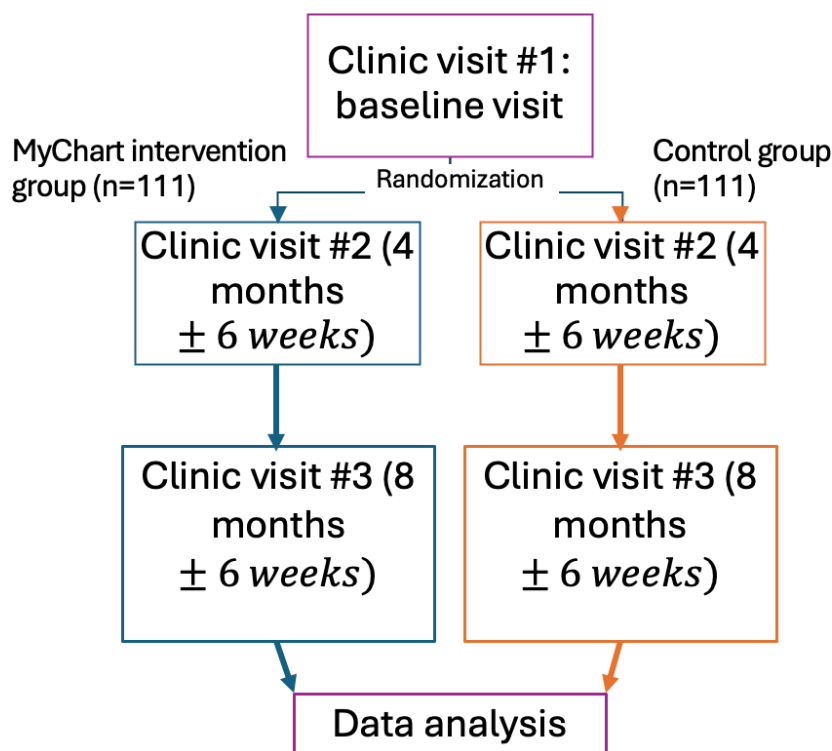 Clinic visit #1:
baseline visit
MyChart intervention
group (n=111)
Randomization
Control group
(n=111)
Clinic visit #2 (4
months
± 6 weeks)
Clinic visit #2 (4
months
± 6 weeks)
Clinic visit #3 (8
months
± 6 weeks)
Clinic visit #3 (8
months
± 6 weeks)
Data analysis